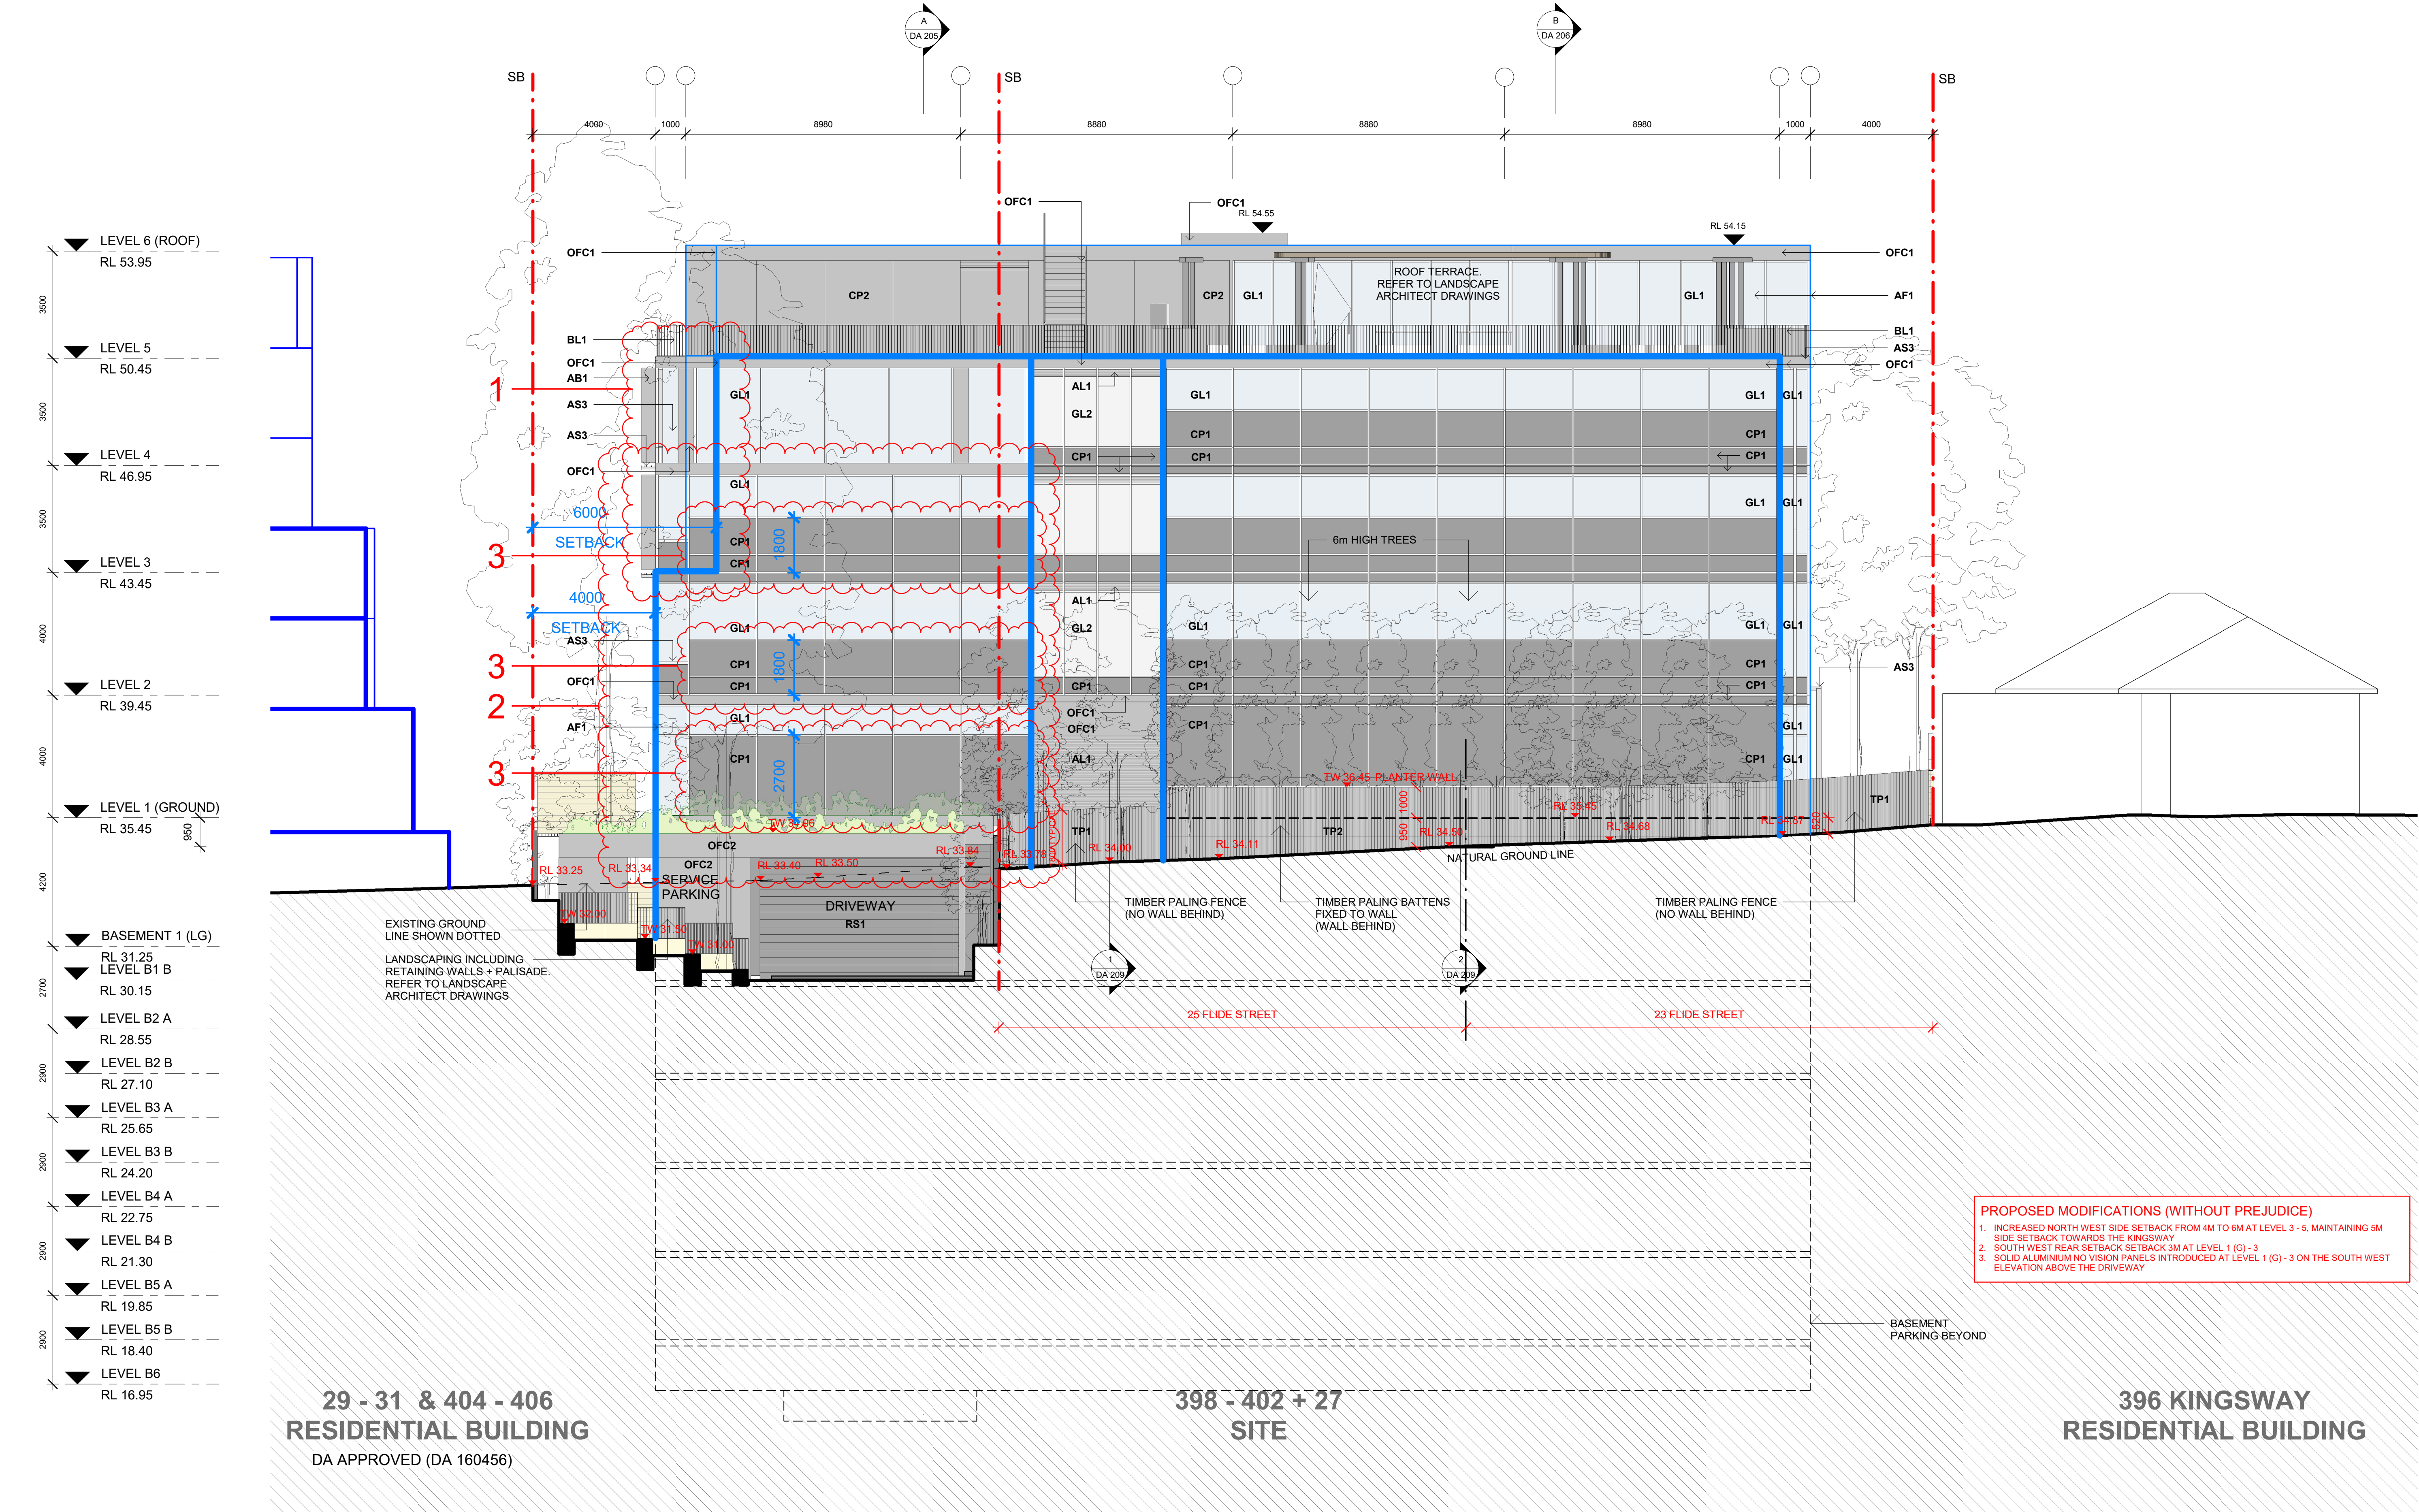 A
DA 205
B
DA 206
SB
SB
SB
4000
1000
8980
8880
8880
8980
1000
4000
OFC1
OFC1
RL 54.55
RL 54.15
LEVEL 6 (ROOF)
RL 53.95
3500
LEVEL 5
RL 50.45
3500
LEVEL 4
RL 46.95
3500
LEVEL 3
RL 43.45
4000
LEVEL 2
RL 39.45
4000
LEVEL 1 (GROUND)
RL 35.45
950
4200
BASEMENT 1 (LG)
RL 31.25
LEVEL B1 B
RL 30.15
2700
LEVEL B2 A
RL 28.55
LEVEL B2 B
RL 27.10
2900
LEVEL B3 A
RL 25.65
LEVEL B3 B
RL 24.20
2900
LEVEL B4 A
RL 22.75
LEVEL B4 B
RL 21.30
2900
LEVEL B5 A
RL 19.85
LEVEL B5 B
RL 18.40
2900
LEVEL B6
RL 16.95
OFC1
CP2
CP2
GL1
ROOF TERRACE.
REFER TO LANDSCAPE
ARCHITECT DRAWINGS
GL1
OFC1
AF1
BL1
AS3
OFC1
BL1
OFC1
AB1
1
AS3
AS3
OFC1
GL1
AL1
GL2
GL1
GL1
GL1
CP1
CP1
CP1
CP1
CP1
GL1
GL1
GL1
6000
SETBACK
3
CP1
CP1
1800
6m HIGH TREES
4000
SETBACK
AS3
AL1
GL2
GL1
GL1
GL1
GL1
3
CP1
CP1
1800
CP1
CP1
CP1
CP1
CP1
AS3
OFC1
2
GL1
AF1
OFC1
OFC1
CP1
GL1
3
CP1
2700
AL1
CP1
GL1
TW 36.45 PLANTER WALL
1000
RL 35.45
TP1
TP1
TP2
950
RL 34.50
RL 34.68
RL 34.87
520
OFC2
OFC2
RL 33.25
RL 33.34
RL 33.40
RL 33.50
RL 33.84
RL 33.78
RL 34.00
RL 34.11
NATURAL GROUND LINE
SERVICE
PARKING
DRIVEWAY
RS1
TW 32.00
TW 31.50
TW 31.00
EXISTING GROUND
LINE SHOWN DOTTED
LANDSCAPING INCLUDING
RETAINING WALLS + PALISADE.
REFER TO LANDSCAPE
ARCHITECT DRAWINGS
TIMBER PALING FENCE
(NO WALL BEHIND)
TIMBER PALING BATTENS
FIXED TO WALL
(WALL BEHIND)
TIMBER PALING FENCE
(NO WALL BEHIND)
1
DA 209
2
DA 209
25 FLIDE STREET
23 FLIDE STREET
PROPOSED MODIFICATIONS (WITHOUT PREJUDICE)
1. INCREASED NORTH WEST SIDE SETBACK FROM 4M TO 6M AT LEVEL 3 - 5, MAINTAINING 5M
SIDE SETBACK TOWARDS THE KINGSWAY
2. SOUTH WEST REAR SETBACK SETBACK 3M AT LEVEL 1 (G) - 3
3. SOLID ALUMINIUM NO VISION PANELS INTRODUCED AT LEVEL 1 (G) - 3 ON THE SOUTH WEST
ELEVATION ABOVE THE DRIVEWAY
BASEMENT
PARKING BEYOND
29 - 31 & 404 - 406
RESIDENTIAL BUILDING
DA APPROVED (DA 160456)
398 - 402 + 27
SITE
396 KINGSWAY
RESIDENTIAL BUILDING